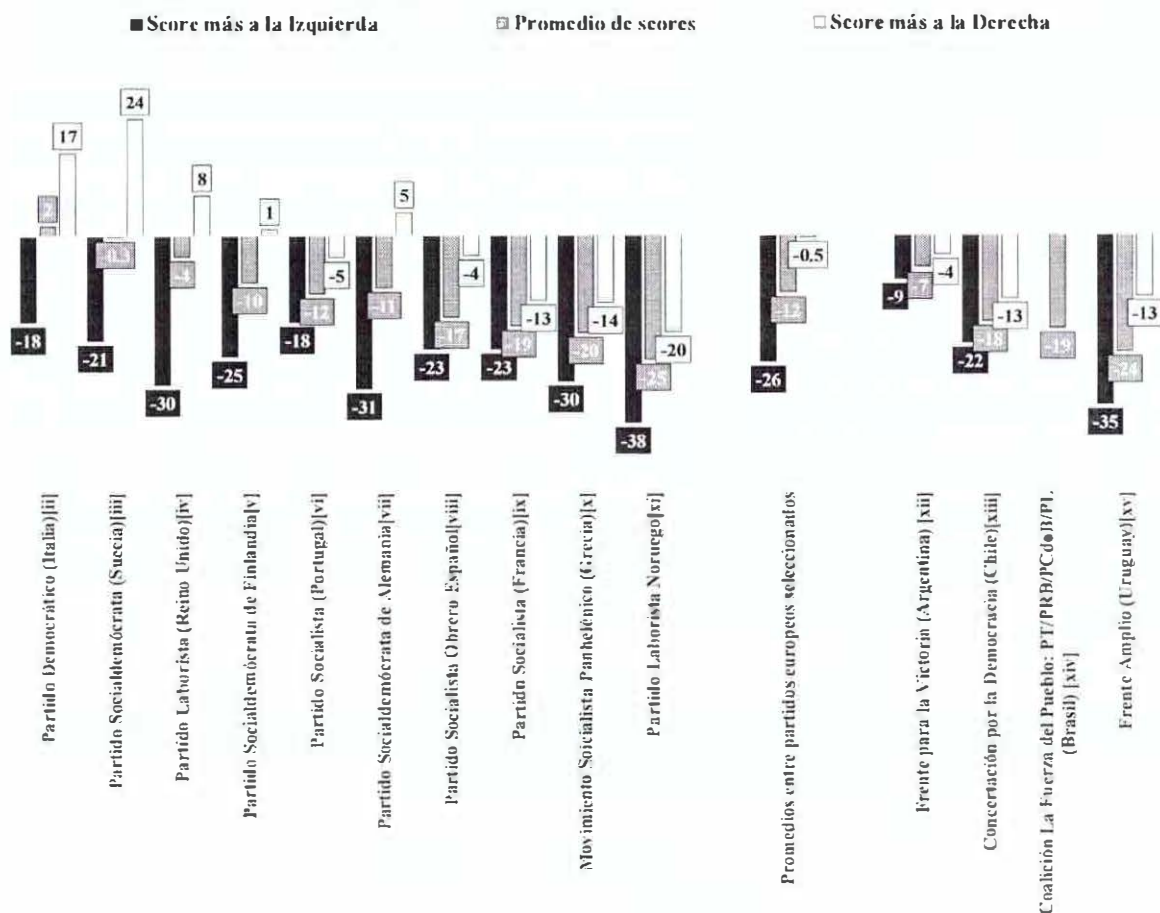 Score más a la Izquierda
Promedio de scores
Score más a la Derecha
24
17
8
5
2
1
-0.3
-4
-5
-10
-12
-11
-4
-17
-13
-19
-14
-20
-20
-25
-18
-21
-30
-25
-18
-31
-23
-23
-30
-38
-0.5
-12
-26
-9
-7
-4
-22
-18
-13
-19
-35
-24
-13
Partido Democrático (Italia)[ii]
Partido Socialdemócrata (Suecia)[iii]
Partido Laborista (Reino Unido)[iv]
Partido Socialdemócrata de Finlandia[v]
Partido Socialista (Portugal)[vi]
Partido Socialdemócrata de Alemania[vii]
Partido Socialista Obrero Español[viii]
Partido Socialista (Francia)[ix]
Movimiento Soicialista Panhelénico (Grecia)[x]
Partido Laborista Noruego[xi]
Promedios entre partidos europeos seleccionados
Frente para la Victoria (Argentina) [xii]
Concertación por la Democracia (Chile)[xiii]
Coalición La Fuerza del Pueblo: PT/PRB/PCdoB/PL
(Brasil) [xiv]
Frente Amplio (Uruguay)[xv]